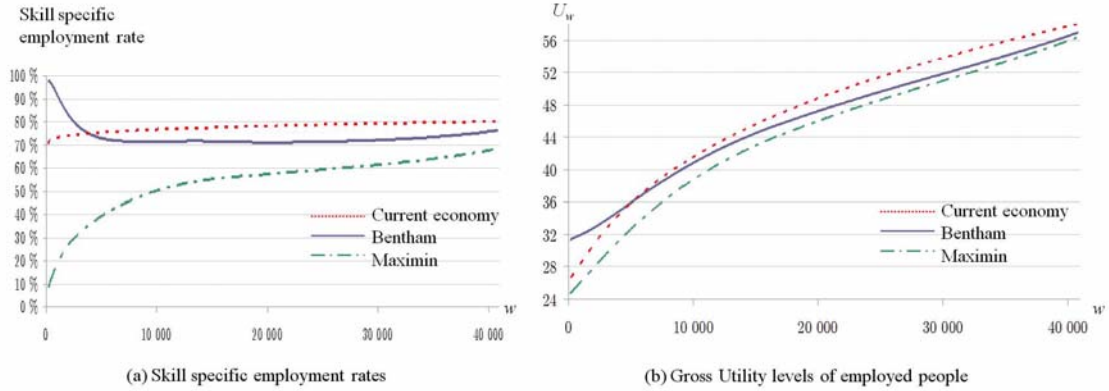 Skill specific
employment rate
100 %
90 %
80 %
70 %
60 %
50 %
40 %
30 %
20 %
10 %
0 %
0
10 000
20 000
30 000
40 000
w
Current economy
Bentham
Maximin
(a) Skill specific employment rates
U_w
56
52
48
44
40
36
32
28
24
0
10 000
20 000
30 000
40 000
w
Current economy
Bentham
Maximin
(b) Gross Utility levels of employed people